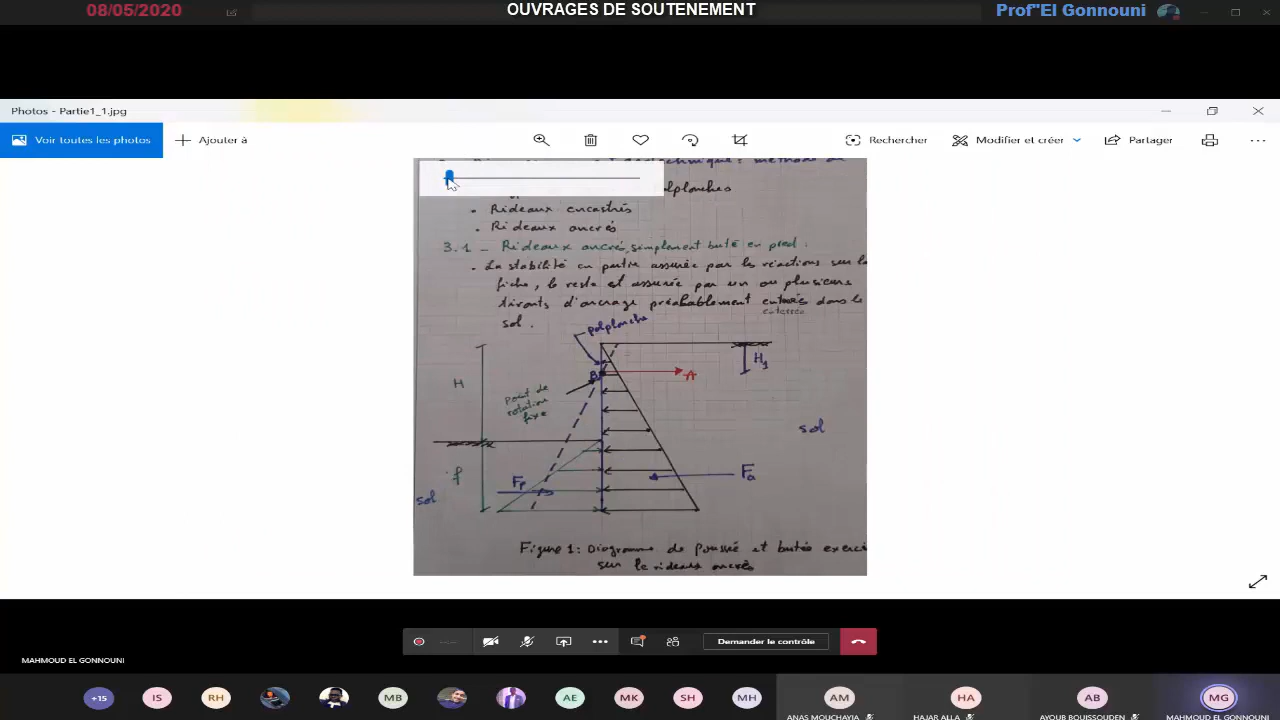 08/05/2020
OUVRAGES DE SOUTENEMENT
Prof"El Gonnouni
Photos - Partie1_1.jpg
Voir toutes les photos
Ajouter à
Rechercher
Modifier et créer
Partager
palplanches
• Rideaux encastrés
• Rideaux ancrés
3.1 - Rideaux ancrés, simplement buté en pied :
• La stabilité en partie assurée par les réactions sur la
fiche, le reste est assurée par un ou plusieurs
tirants d'ancrage préalablement dans le
sol.
palplanche
H1
B
A
H
point de
rotation
fixe
sol
f
Fp
Fa
sol
Figure 1 : Diagramme de Poussé et butée
sur le rideaux ancrés
Demander le contrôle
MAHMOUD EL GONNOUNI
+15
IS
RH
MB
AE
MK
SH
MH
AM
HA
AB
MG
ANAS MOUCHAYIA
HAJAR ALLA
AYOUB BOUISSOUDEN
MAHMOUD EL GONNOUNI